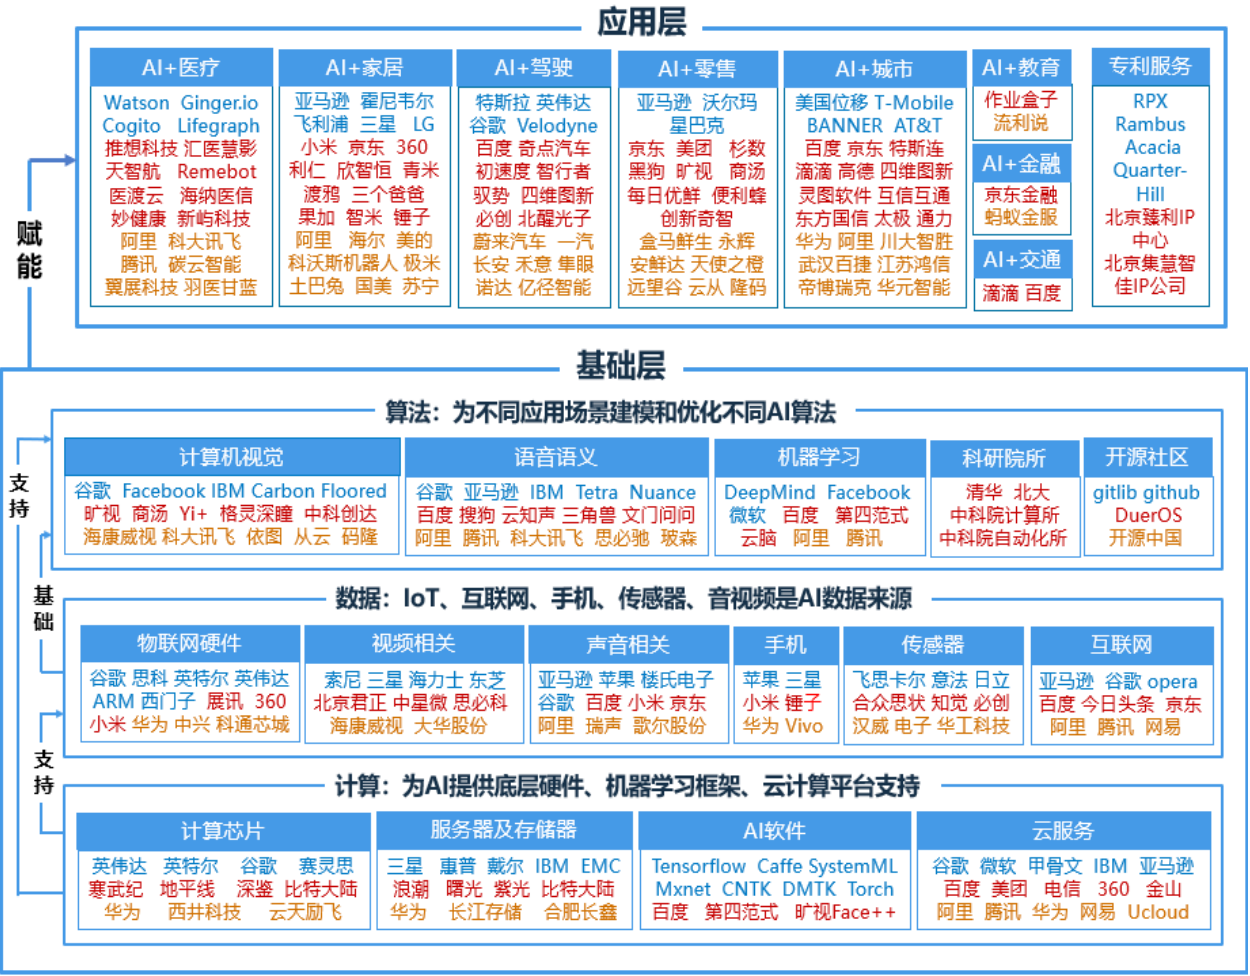 应用层
AI+医疗
Watson Ginger.io
Cogito Lifegraph
推想科技 汇医慧影
天智航 Remebot
医渡云 海纳医信
妙健康 新屿科技
阿里 科大讯飞
腾讯 碳云智能
翼展科技 羽医甘蓝
AI+家居
亚马逊 霍尼韦尔
飞利浦 三星 LG
小米 京东 360
利仁 欣智恒 青米
渡鸦 三个爸爸
果加 智米 锤子
阿里 海尔 美的
科沃斯机器人 极米
土巴兔 国美 苏宁
AI+驾驶
特斯拉 英伟达
谷歌 Velodyne
百度 奇点汽车
初速度 智行者
驭势 四维图新
必创 北醒光子
蔚来汽车 一汽
长安 禾意 隼眼
诺达 亿径智能
AI+零售
亚马逊 沃尔玛
星巴克
京东 美团 杉数
黑狗 旷视 商汤
每日优鲜 便利蜂
创新奇智
盒马鲜生 永辉
安鲜达 天使之橙
远望谷 云从 隆码
AI+城市
美国位移 T-Mobile
BANNER AT&T
百度 京东 特斯连
滴滴 高德 四维图新
灵图软件 互信互通
东方国信 太极 通力
华为 阿里 川大智胜
武汉百捷 江苏鸿信
帝博瑞克 华元智能
AI+教育
作业盒子
流利说
AI+金融
京东金融
蚂蚁金服
AI+交通
滴滴 百度
专利服务
RPX
Rambus
Acacia
Quarter-
Hill
北京臻利IP
中心
北京集慧智
佳IP公司
赋
能
基础层
算法：为不同应用场景建模和优化不同AI算法
计算机视觉
谷歌 Facebook IBM Carbon Floored
旷视 商汤 Yi+ 格灵深瞳 中科创达
海康威视 科大讯飞 依图 从云 码隆
语音语义
谷歌 亚马逊 IBM Tetra Nuance
百度 搜狗 云知声 三角兽 文门问问
阿里 腾讯 科大讯飞 思必驰 玻森
机器学习
DeepMind Facebook
微软 百度 第四范式
云脑 阿里 腾讯
科研院所
清华 北大
中科院计算所
中科院自动化所
开源社区
gitlib github
DuerOS
开源中国
支
持
基
础
数据：IoT、互联网、手机、传感器、音视频是AI数据来源
物联网硬件
谷歌 思科 英特尔 英伟达
ARM 西门子 展讯 360
小米 华为 中兴 科通芯城
视频相关
索尼 三星 海力士 东芝
北京君正 中星微 思必科
海康威视 大华股份
声音相关
亚马逊 苹果 楼氏电子
谷歌 百度 小米 京东
阿里 瑞声 歌尔股份
手机
苹果 三星
小米 锤子
华为 Vivo
传感器
飞思卡尔 意法 日立
合众思状 知觉 必创
汉威 电子 华工科技
互联网
亚马逊 谷歌 opera
百度 今日头条 京东
阿里 腾讯 网易
支
持
计算：为AI提供底层硬件、机器学习框架、云计算平台支持
计算芯片
英伟达 英特尔 谷歌 赛灵思
寒武纪 地平线 深鉴 比特大陆
华为 西井科技 云天励飞
服务器及存储器
三星 惠普 戴尔 IBM EMC
浪潮 曙光 紫光 比特大陆
华为 长江存储 合肥长鑫
AI软件
Tensorflow Caffe SystemML
Mxnet CNTK DMTK Torch
百度 第四范式 旷视Face++
云服务
谷歌 微软 甲骨文 IBM 亚马逊
百度 美团 电信 360 金山
阿里 腾讯 华为 网易 Ucloud